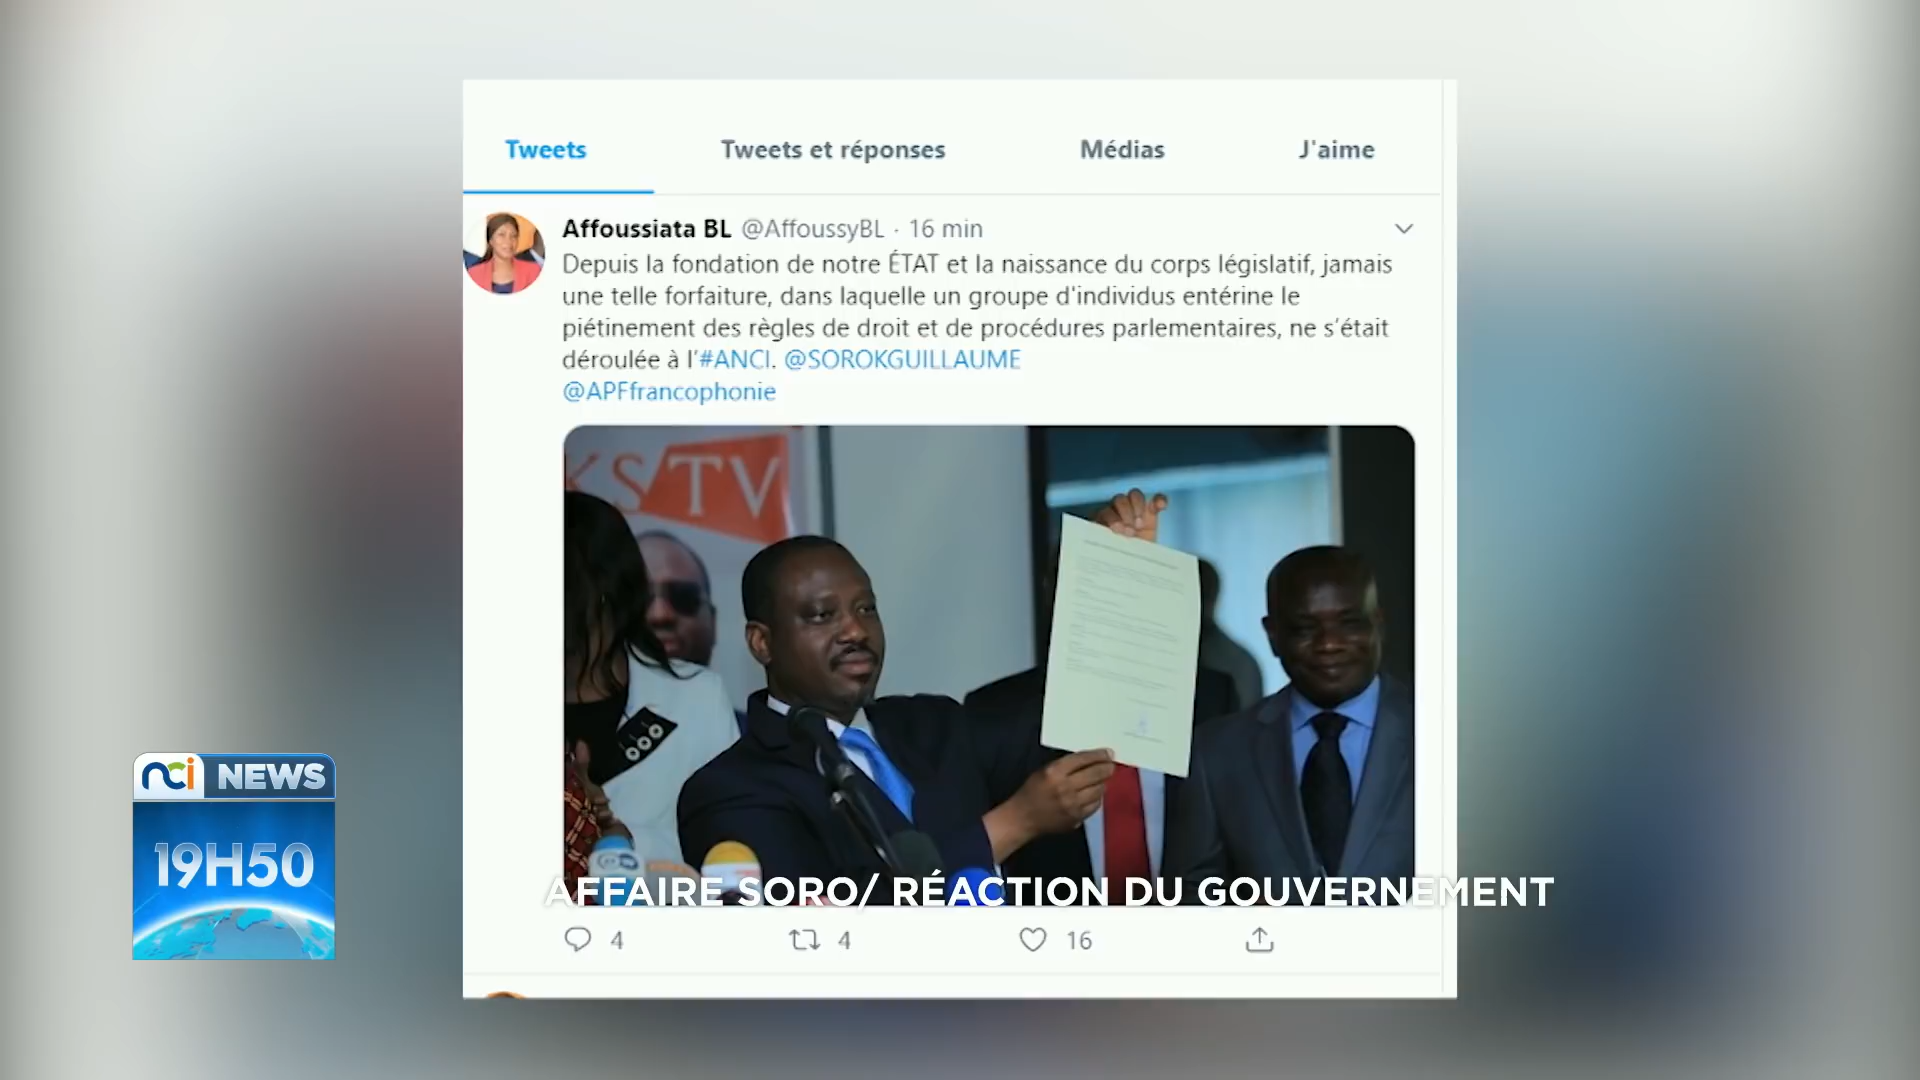 Tweets
Tweets et réponses
Médias
J'aime
Affoussiata BL @AffoussyBL · 16 min
Depuis la fondation de notre ÉTAT et la naissance du corps législatif, jamais
une telle forfaiture, dans laquelle un groupe d'individus entérine le
piétinement des règles de droit et de procédures parlementaires, ne s’était
déroulée à l’#ANCI. @SOROKGUILLAUME
@APFfrancophonie
KS TV
nci NEWS
19H50
AFFAIRE SORO/ RÉACTION DU GOUVERNEMENT
4
4
16